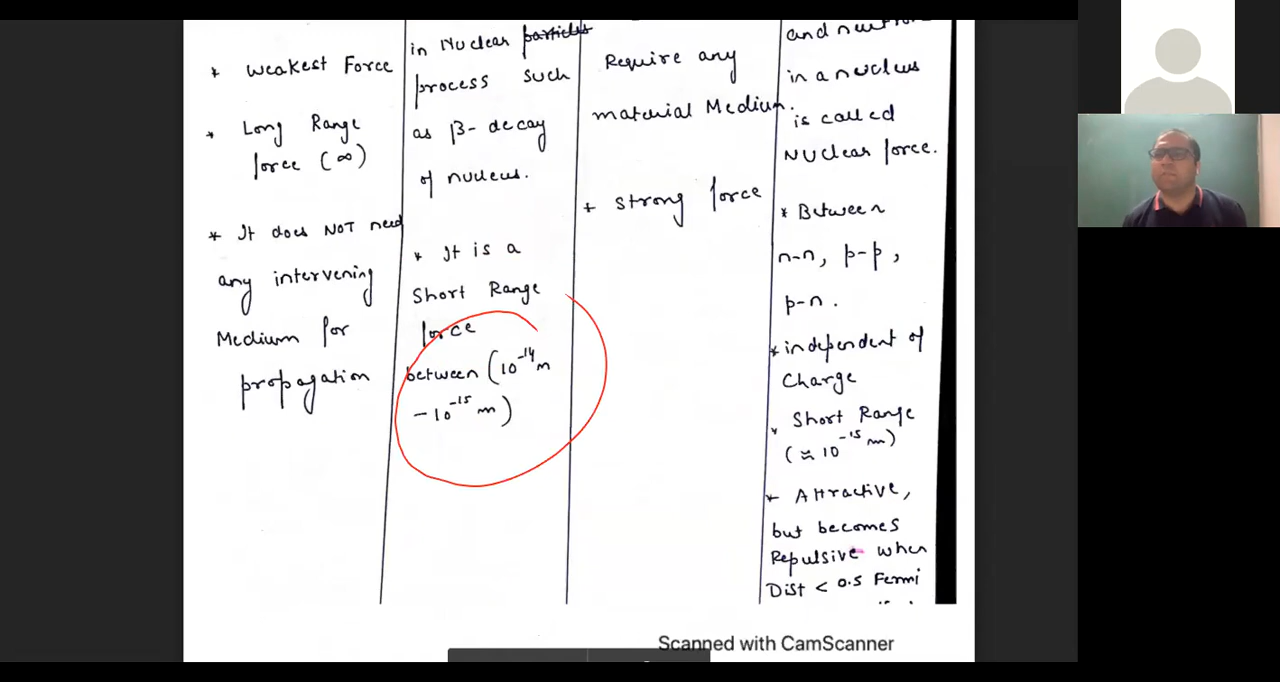 * Weakest Force
* Long Range
force (∞)
* It does NOT need
any intervening
Medium for
propagation
in Nuclear particles
process such
as β-decay
of nucleus.
* It is a
Short Range
force
between (10⁻¹⁴ m
- 10⁻¹⁵ m)
Require any
material Medium.
* Strong force
and
in a nucleus
is called
Nuclear force.
* Between
n-n, p-p,
p-n.
* independent of
Charge
* Short Range
(≈ 10⁻¹⁵ m)
* Attractive,
but becomes
Repulsive when
Dist < 0.5 Fermi
Scanned with CamScanner